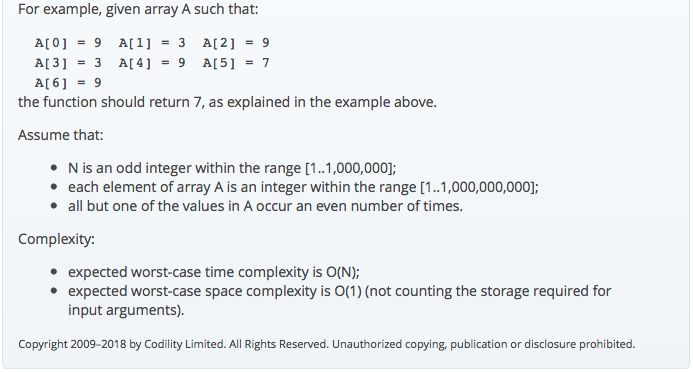 For example, given array A such that:
A[0] = 9 A[1] = 3 A[2] = 9
A[3] = 3 A[4] = 9 A[5] = 7
A[6] = 9
the function should return 7, as explained in the example above.
Assume that:
• N is an odd integer within the range [1..1,000,000];
• each element of array A is an integer within the range [1..1,000,000,000];
• all but one of the values in A occur an even number of times.
Complexity:
• expected worst-case time complexity is O(N);
• expected worst-case space complexity is O(1) (not counting the storage required for
input arguments).
Copyright 2009–2018 by Codility Limited. All Rights Reserved. Unauthorized copying, publication or disclosure prohibited.